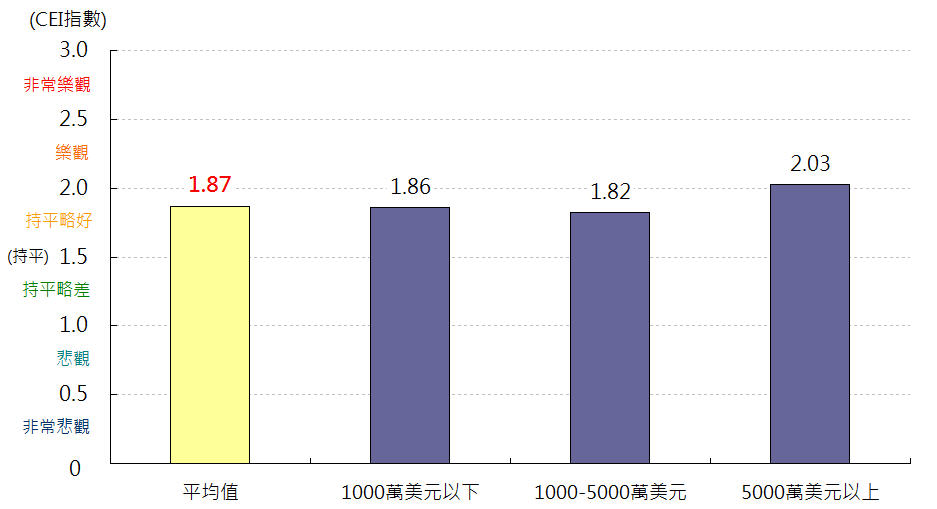 (CEI指數)
3.0
非常樂觀
2.5
樂觀
2.0
持平略好
(持平) 1.5
持平略差
1.0
悲觀
0.5
非常悲觀
0
1.87
1.86
1.82
2.03
平均值
1000萬美元以下
1000-5000萬美元
5000萬美元以上